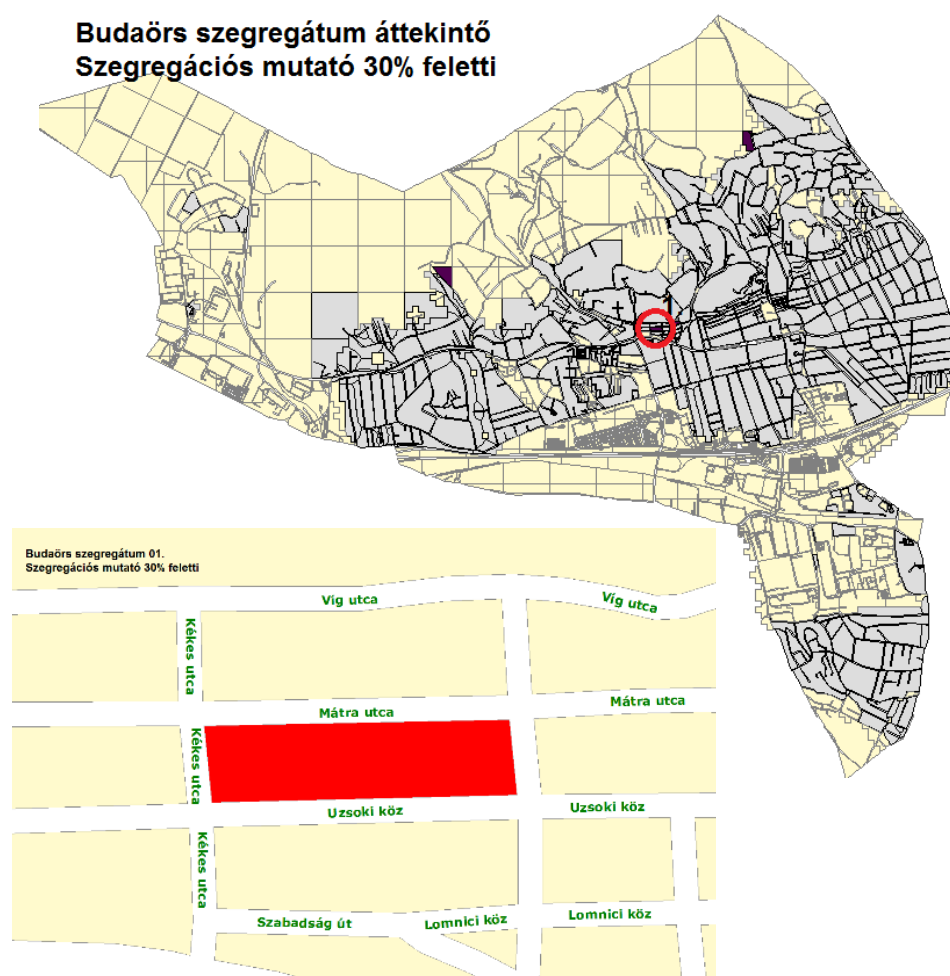 Budaörs szegregátum áttekintő
Szegregációs mutató 30% feletti
Budaörs szegregátum 01.
Szegregációs mutató 30% feletti
Víg utca
Víg utca
Kékes utca
Mátra utca
Mátra utca
Kékes utca
Uzsoki köz
Uzsoki köz
Kékes utca
Szabadság út
Lomnici köz
Lomnici köz